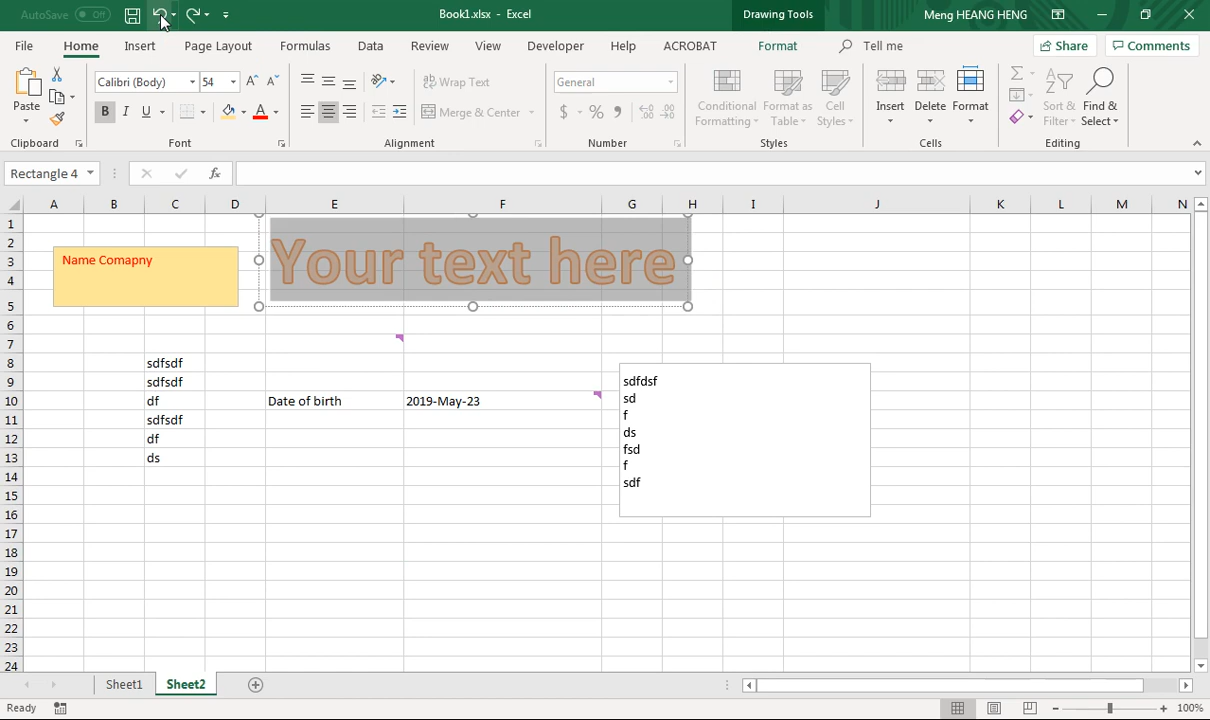 AutoSave Off Book1.xlsx - Excel Drawing Tools Meng HEANG HENG
File Home Insert Page Layout Formulas Data Review View Developer Help ACROBAT Format Tell me Share Comments
Calibri (Body) 54 Wrap Text General
Paste B I U A Merge & Center $ % , Conditional Formatting Format as Table Cell Styles Insert Delete Format Sort & Filter Find & Select
Clipboard Font Alignment Number Styles Cells Editing
Rectangle 4 fx
A B C D E F G H I J K L M N
1
2
3
4
5
6
7
8
9
10
11
12
13
14
15
16
17
18
19
20
21
22
23
24
Your text here
Name Comapny
sdfsdf
sdfsdf
df
sdfsdf
df
ds
Date of birth 2019-May-23
sdfdsf
sd
f
ds
fsd
f
sdf
Sheet1 Sheet2
Ready 100%